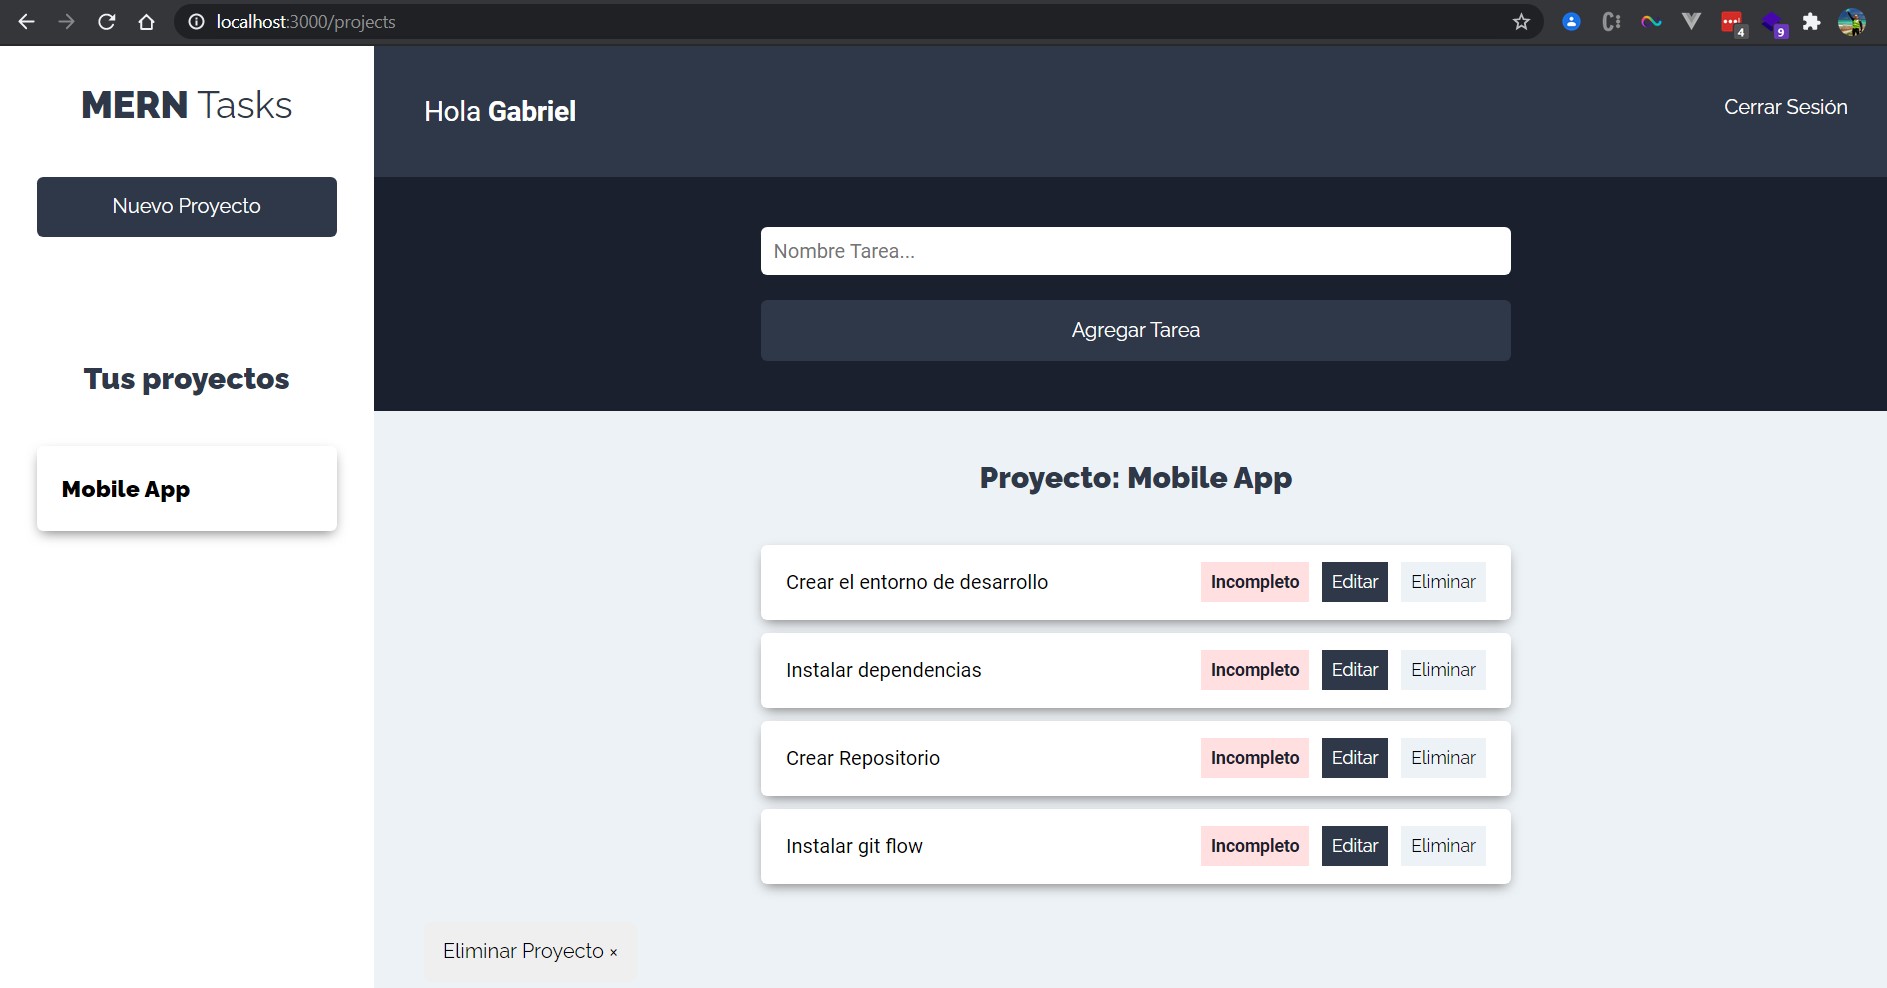 localhost:3000/projects
4
9
MERN Tasks
Nuevo Proyecto
Tus proyectos
Mobile App
Hola Gabriel
Cerrar Sesión
Nombre Tarea...
Agregar Tarea
Proyecto: Mobile App
Crear el entorno de desarrollo Incompleto Editar Eliminar
Instalar dependencias Incompleto Editar Eliminar
Crear Repositorio Incompleto Editar Eliminar
Instalar git flow Incompleto Editar Eliminar
Eliminar Proyecto ×